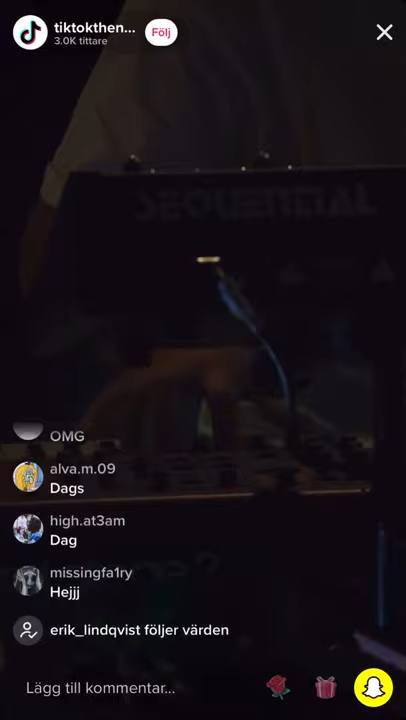 tiktokthen...
3.0K tittare
Följ
SEQUENTIAL
OMG
alva.m.09
Dags
high.at3am
Dag
missingfa1ry
Hejjj
erik_lindqvist följer värden
Lägg till kommentar...